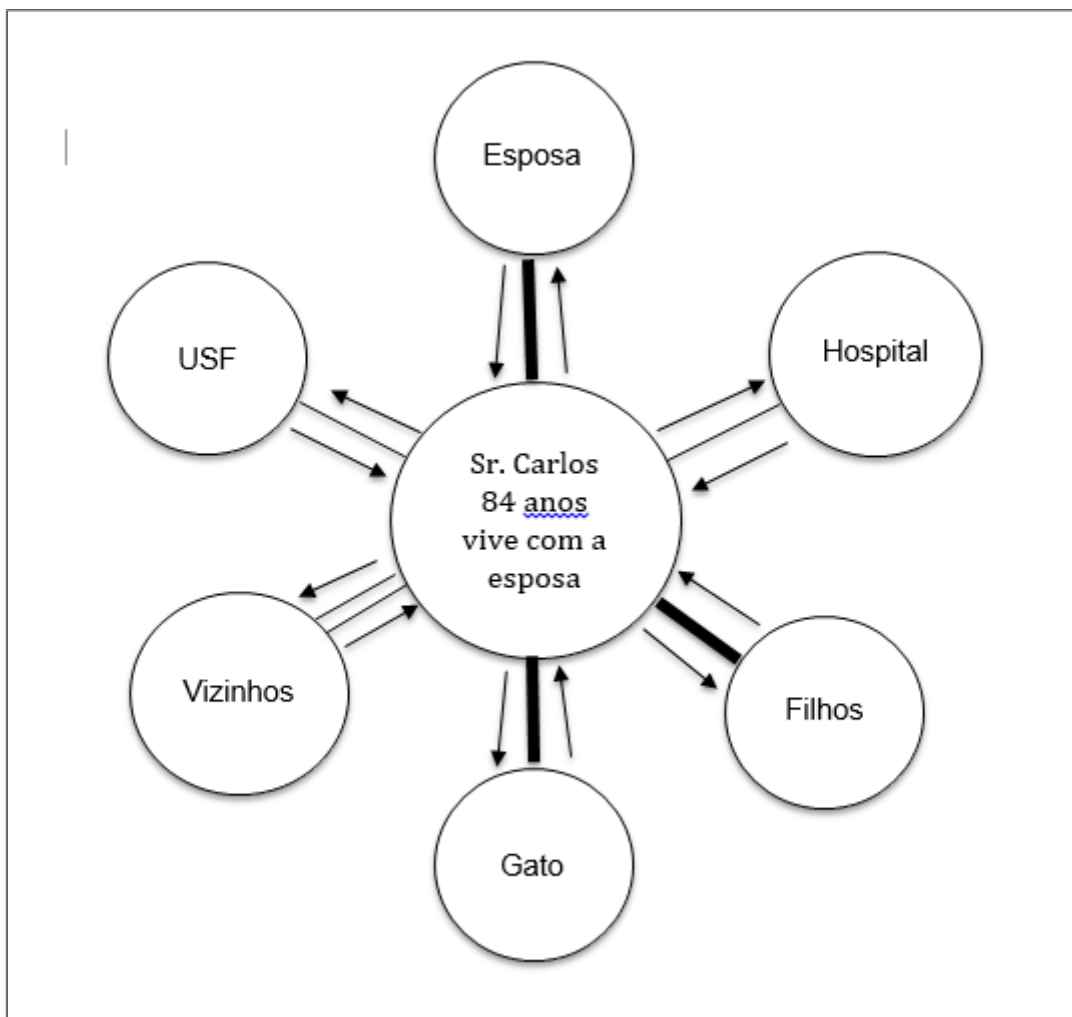 Esposa
USF
Hospital
Sr. Carlos
84 anos
vive com a
esposa
Vizinhos
Filhos
Gato